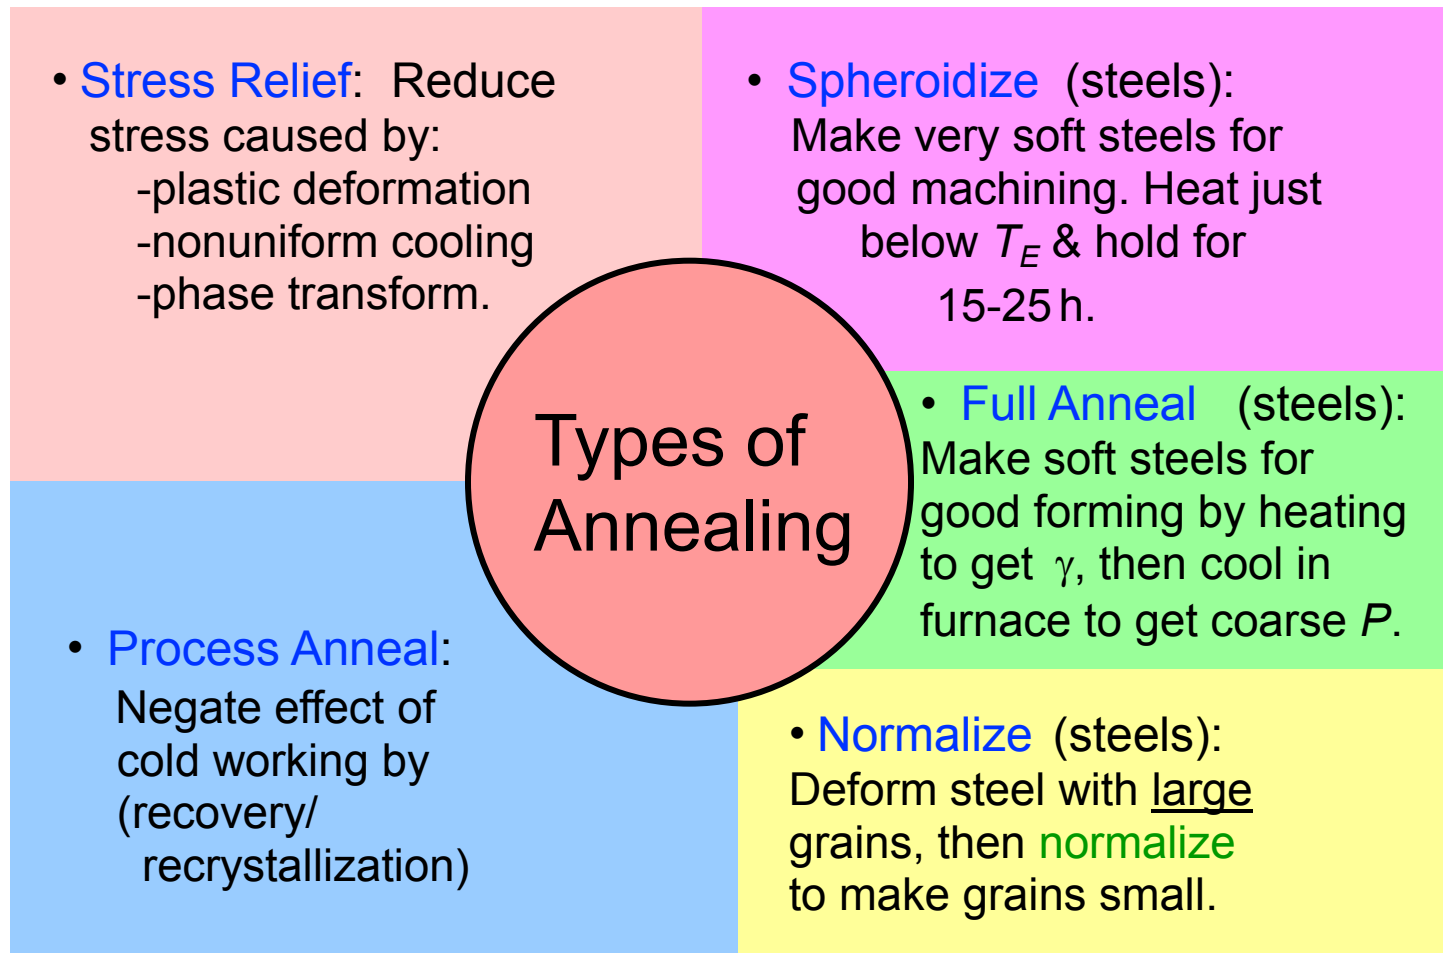 • Stress Relief: Reduce
stress caused by:
-plastic deformation
-nonuniform cooling
-phase transform.
• Spheroidize (steels):
Make very soft steels for
good machining. Heat just
below T_E & hold for
15-25 h.
Types of
Annealing
• Full Anneal (steels):
Make soft steels for
good forming by heating
to get γ, then cool in
furnace to get coarse P.
• Process Anneal:
Negate effect of
cold working by
(recovery/
recrystallization)
• Normalize (steels):
Deform steel with large
grains, then normalize
to make grains small.